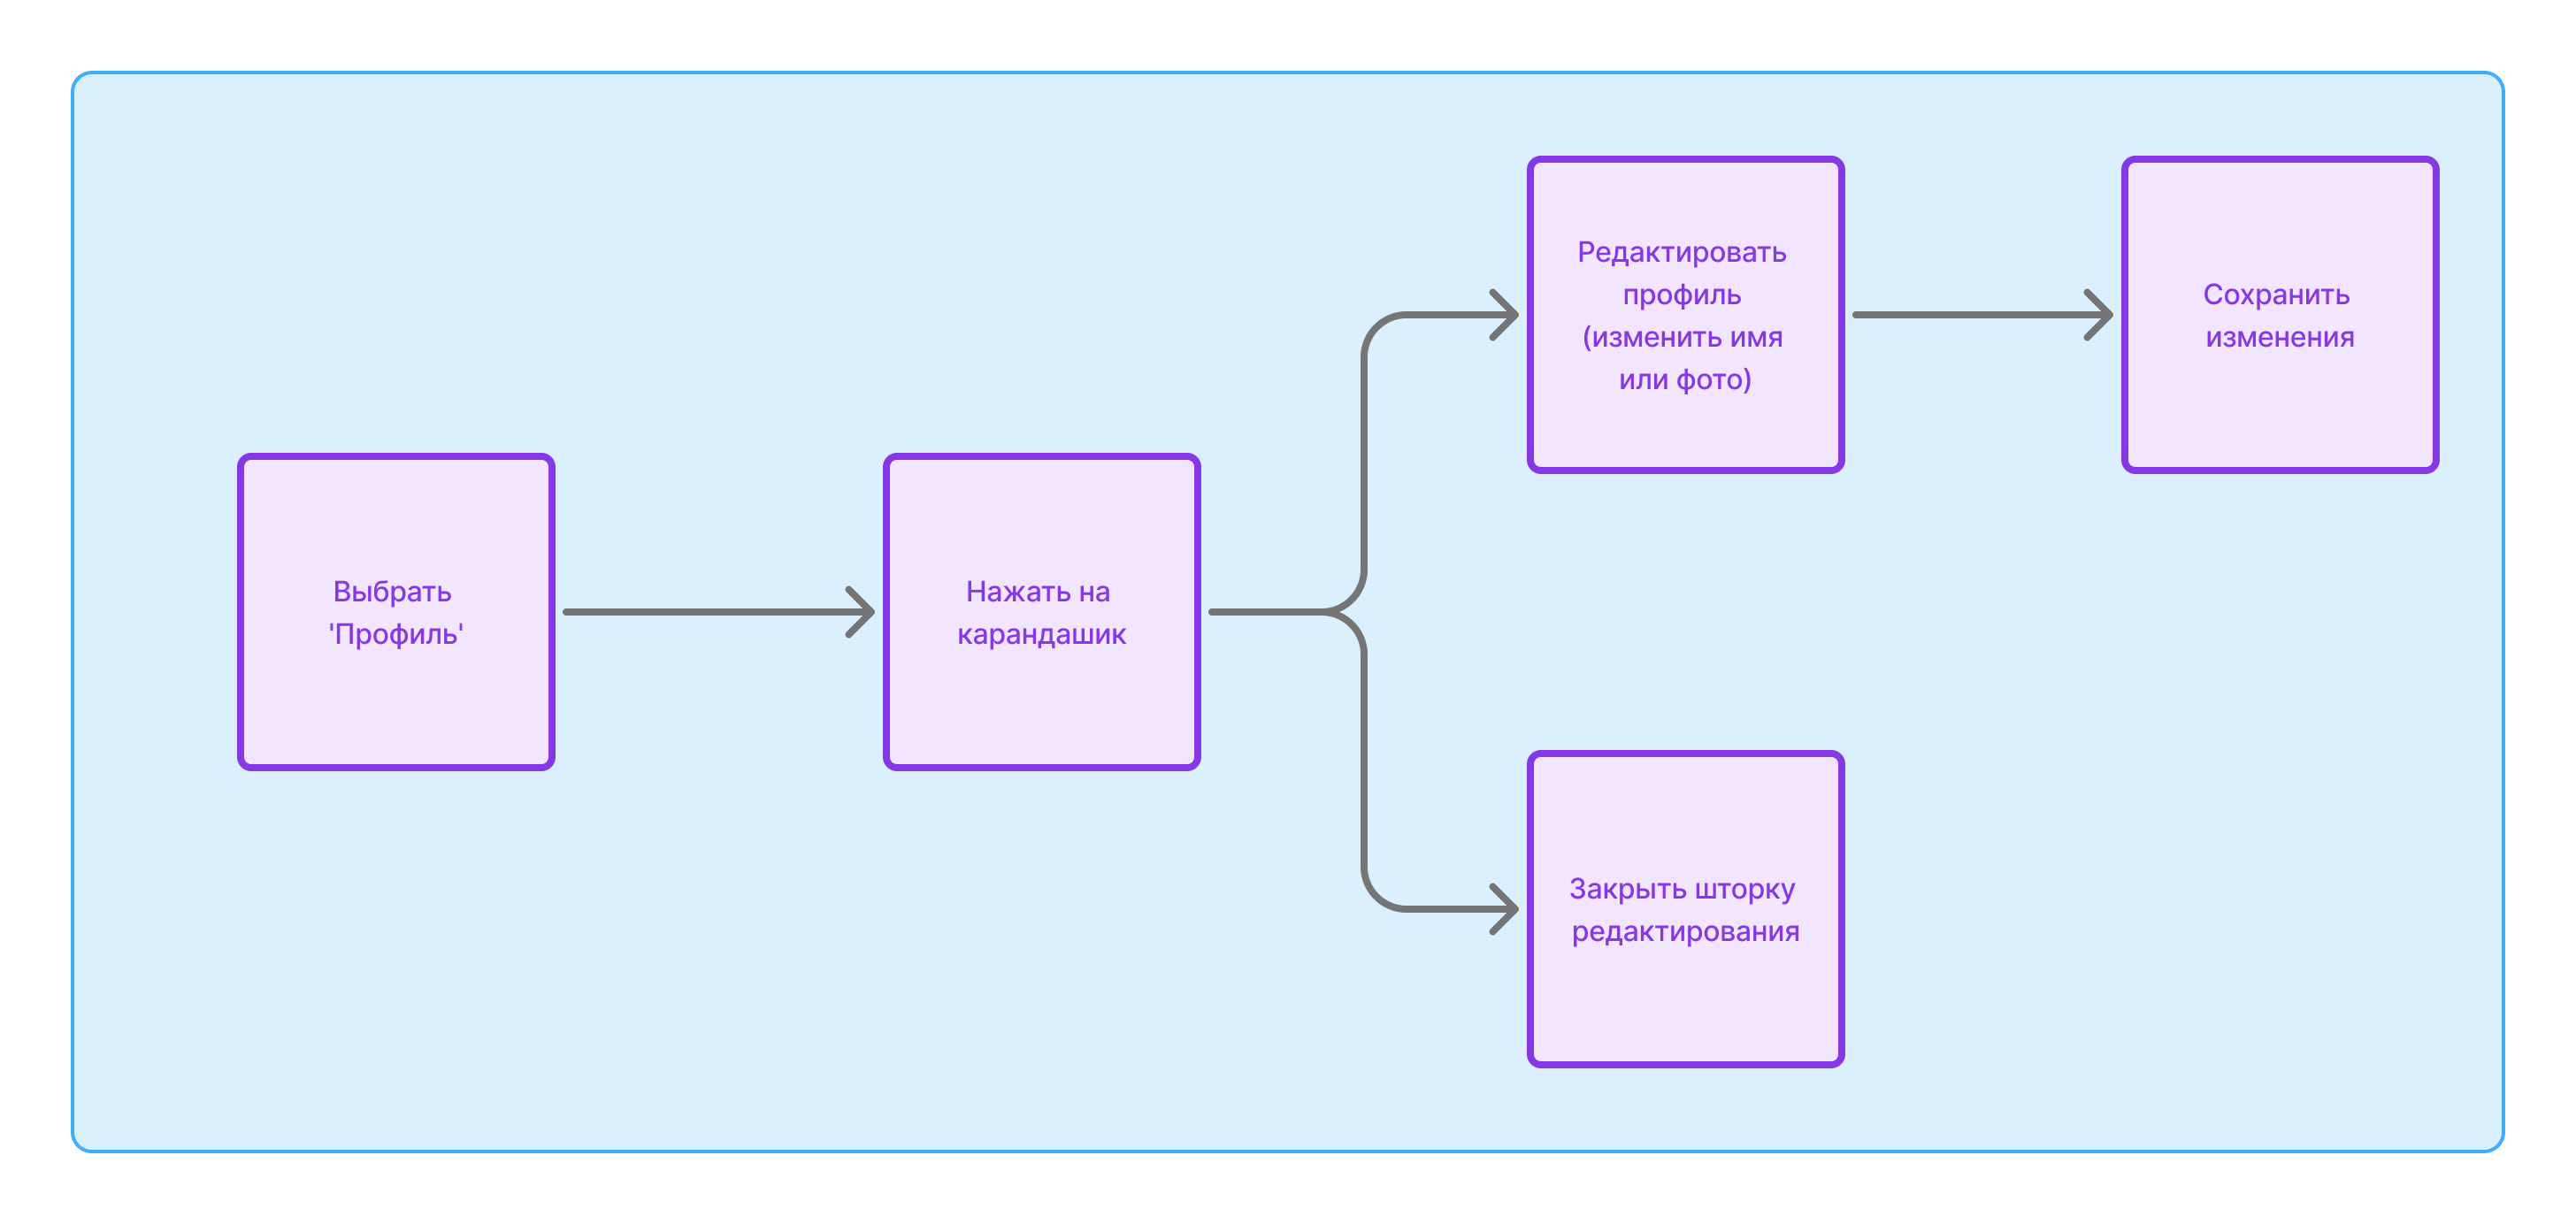 Выбрать
'Профиль'
Нажать на
карандашик
Редактировать
профиль
(изменить имя
или фото)
Сохранить
изменения
Закрыть шторку
редактирования